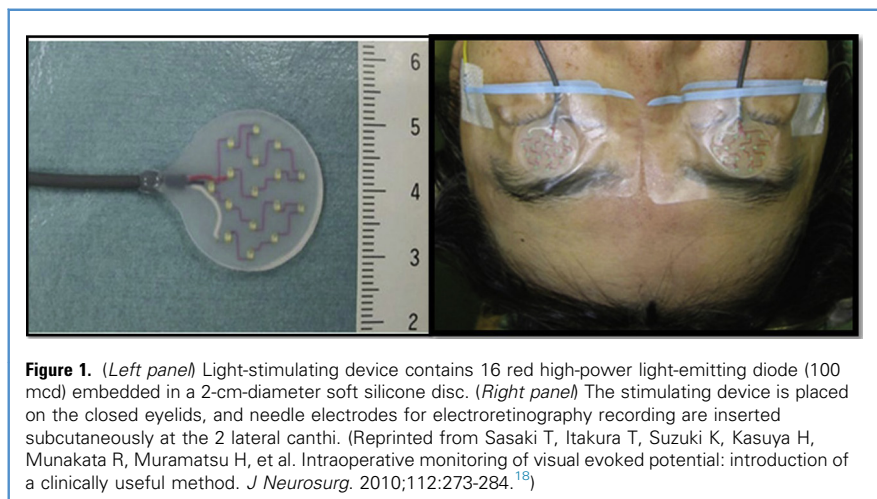 6
5
4
3
2
Figure 1. (Left panel) Light-stimulating device contains 16 red high-power light-emitting diode (100
mcd) embedded in a 2-cm-diameter soft silicone disc. (Right panel) The stimulating device is placed
on the closed eyelids, and needle electrodes for electroretinography recording are inserted
subcutaneously at the 2 lateral canthi. (Reprinted from Sasaki T, Itakura T, Suzuki K, Kasuya H,
Munakata R, Muramatsu H, et al. Intraoperative monitoring of visual evoked potential: introduction of
a clinically useful method. J Neurosurg. 2010;112:273-284.18)